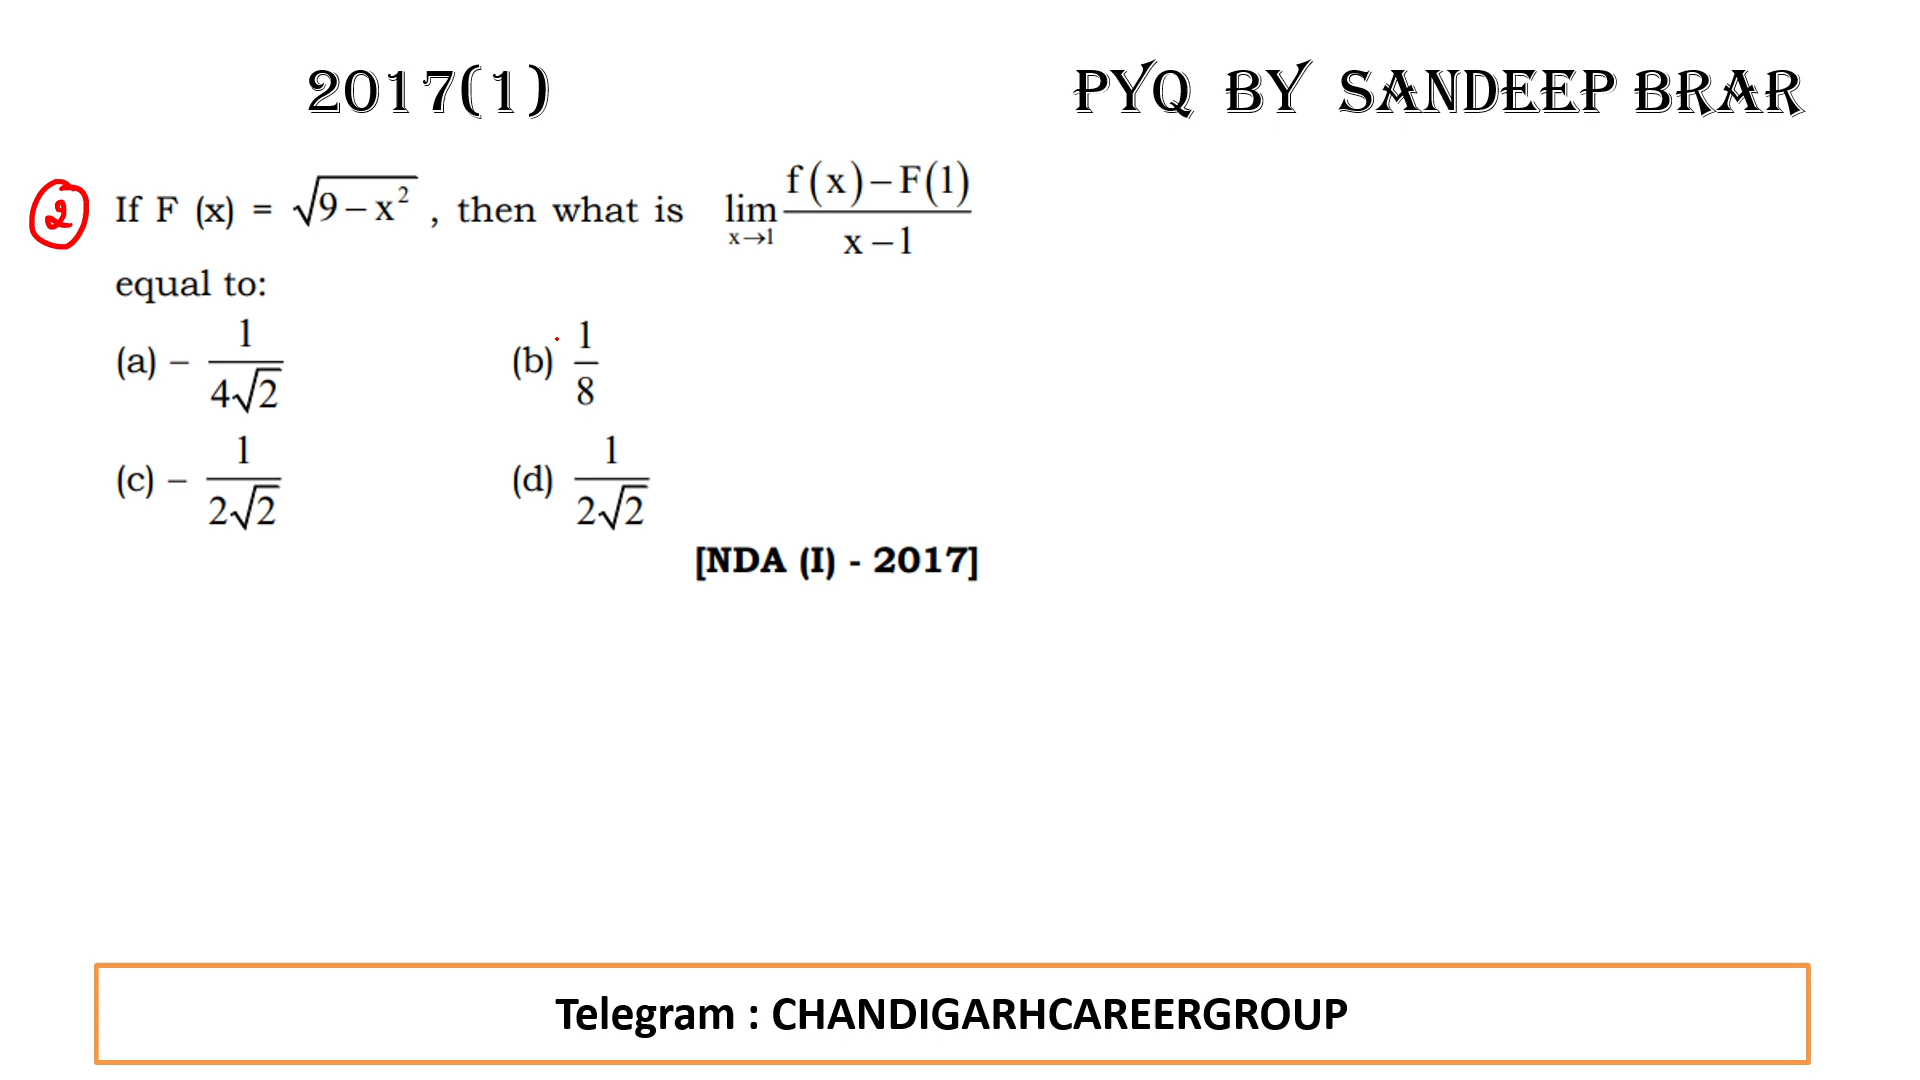 2017(1)
PYQ BY SANDEEP BRAR
2 If F (x) = √(9 – x²) , then what is lim x→1 (f(x) – F(1))/(x – 1)
equal to:
(a) – 1/(4√2) (b) 1/8
(c) – 1/(2√2) (d) 1/(2√2)
[NDA (I) - 2017]
Telegram : CHANDIGARHCAREERGROUP